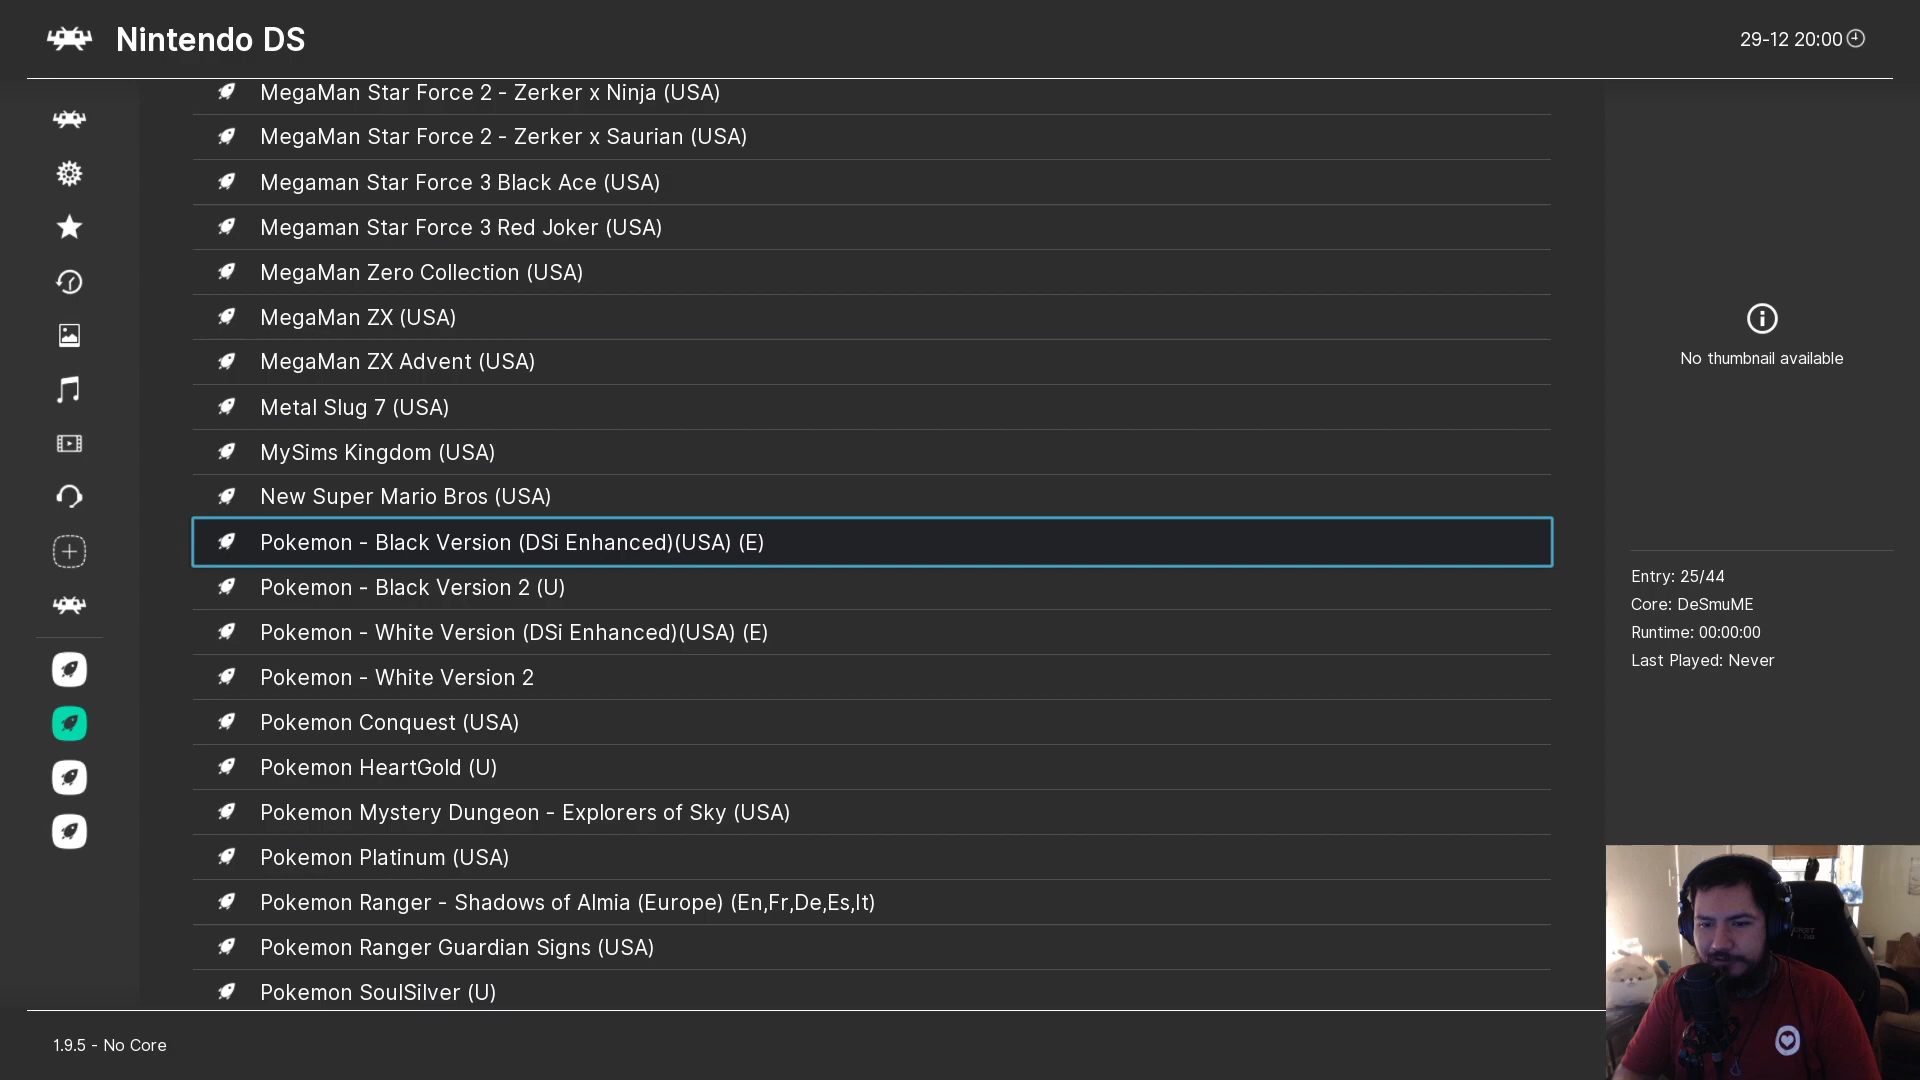 Nintendo DS
29-12 20:00
MegaMan Star Force 2 - Zerker x Ninja (USA)
MegaMan Star Force 2 - Zerker x Saurian (USA)
Megaman Star Force 3 Black Ace (USA)
Megaman Star Force 3 Red Joker (USA)
MegaMan Zero Collection (USA)
MegaMan ZX (USA)
MegaMan ZX Advent (USA)
Metal Slug 7 (USA)
MySims Kingdom (USA)
New Super Mario Bros (USA)
Pokemon - Black Version (DSi Enhanced)(USA) (E)
Pokemon - Black Version 2 (U)
Pokemon - White Version (DSi Enhanced)(USA) (E)
Pokemon - White Version 2
Pokemon Conquest (USA)
Pokemon HeartGold (U)
Pokemon Mystery Dungeon - Explorers of Sky (USA)
Pokemon Platinum (USA)
Pokemon Ranger - Shadows of Almia (Europe) (En,Fr,De,Es,It)
Pokemon Ranger Guardian Signs (USA)
Pokemon SoulSilver (U)
No thumbnail available
Entry: 25/44
Core: DeSmuME
Runtime: 00:00:00
Last Played: Never
1.9.5 - No Core